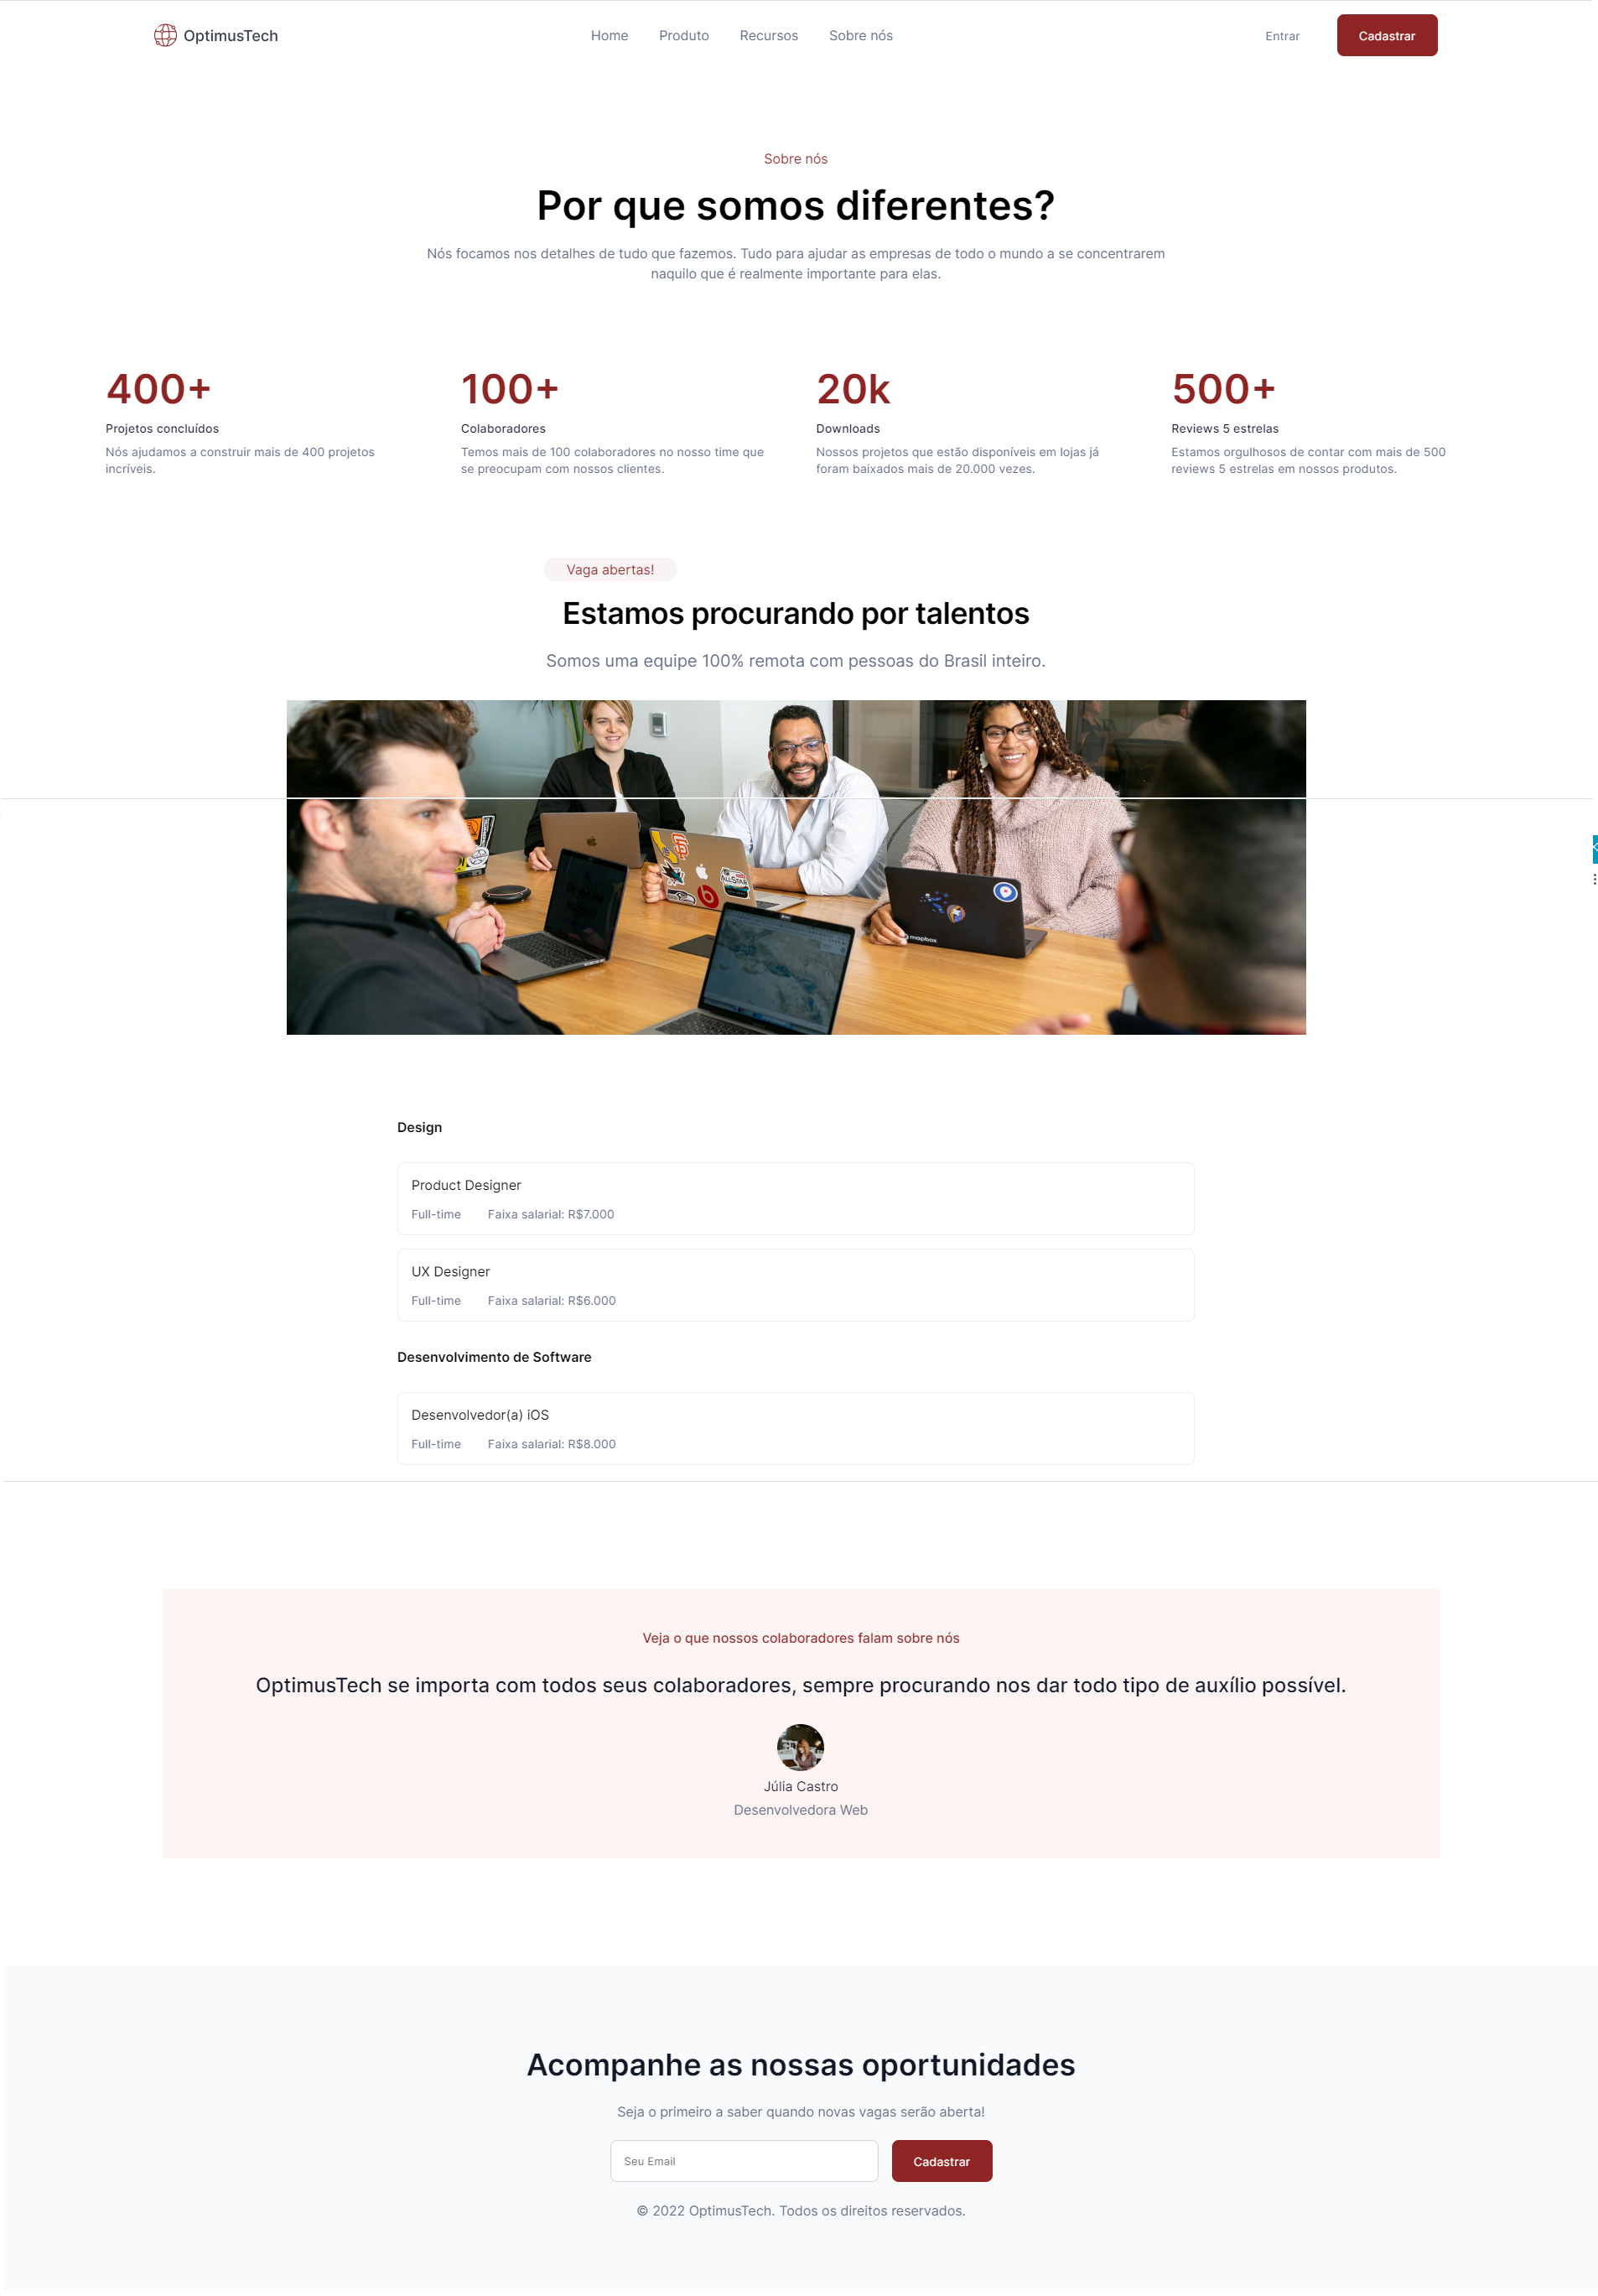 OptimusTech
Home Produto Recursos Sobre nós
Entrar
Cadastrar
Sobre nós
Por que somos diferentes?
Nós focamos nos detalhes de tudo que fazemos. Tudo para ajudar as empresas de todo o mundo a se concentrarem
naquilo que é realmente importante para elas.
400+
Projetos concluídos
Nós ajudamos a construir mais de 400 projetos
incríveis.
100+
Colaboradores
Temos mais de 100 colaboradores no nosso time que
se preocupam com nossos clientes.
20k
Downloads
Nossos projetos que estão disponíveis em lojas já
foram baixados mais de 20.000 vezes.
500+
Reviews 5 estrelas
Estamos orgulhosos de contar com mais de 500
reviews 5 estrelas em nossos produtos.
Vaga abertas!
Estamos procurando por talentos
Somos uma equipe 100% remota com pessoas do Brasil inteiro.
ALLSTAR
mapbox
Design
Product Designer
Full-time Faixa salarial: R$7.000
UX Designer
Full-time Faixa salarial: R$6.000
Desenvolvimento de Software
Desenvolvedor(a) iOS
Full-time Faixa salarial: R$8.000
Veja o que nossos colaboradores falam sobre nós
OptimusTech se importa com todos seus colaboradores, sempre procurando nos dar todo tipo de auxílio possível.
Júlia Castro
Desenvolvedora Web
Acompanhe as nossas oportunidades
Seja o primeiro a saber quando novas vagas serão aberta!
Seu Email
Cadastrar
© 2022 OptimusTech. Todos os direitos reservados.